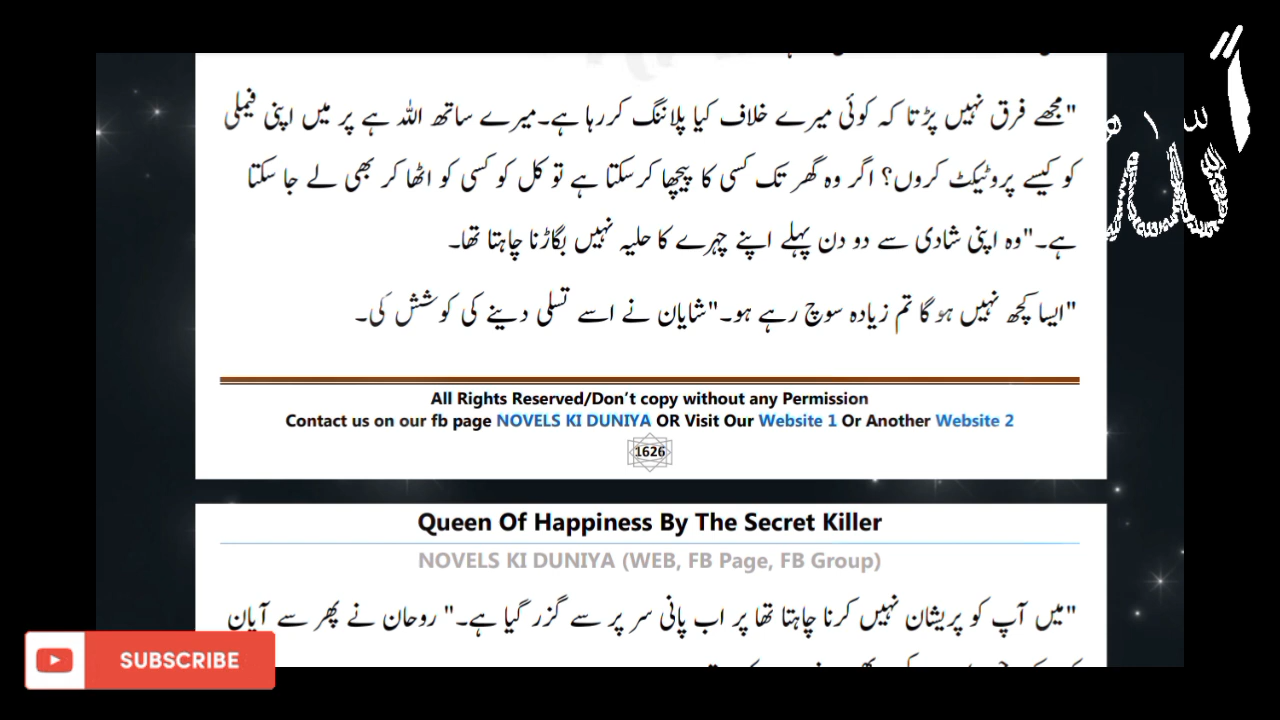 "مجھے فرق نہیں پڑتا کہ کوئی میرے خلاف کیا پلاننگ کررہا ہے۔میرے ساتھ اللہ ہے پر میں اپنی فیملی
کو کیسے پروٹیکٹ کروں؟ اگر وہ گھر تک کسی کا پیچھا کرسکتا ہے تو کل کو کسی کو اٹھا کر بھی لے جا سکتا
ہے۔"وہ اپنی شادی سے دو دن پہلے اپنے چہرے کا حلیہ نہیں بگاڑنا چاہتا تھا۔
"ایسا کچھ نہیں ہوگا تم زیادہ سوچ رہے ہو۔"شایان نے اسے تسلی دینے کی کوشش کی۔
All Rights Reserved/Don't copy without any Permission
Contact us on our fb page NOVELS KI DUNIYA OR Visit Our Website 1 Or Another Website 2
1626
Queen Of Happiness By The Secret Killer
NOVELS KI DUNIYA (WEB, FB Page, FB Group)
"میں آپ کو پریشان نہیں کرنا چاہتا تھا پر اب پانی سر پر سے گزر گیا ہے۔" روحان نے پھر سے آیان
SUBSCRIBE